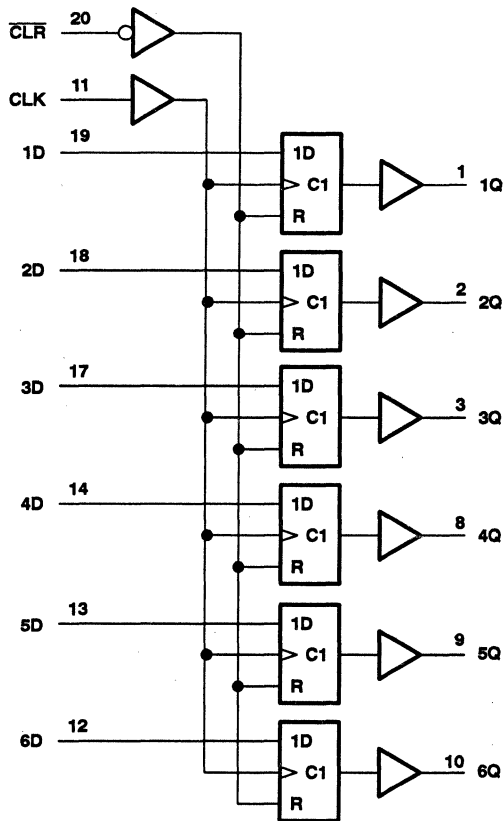 CLR 20
CLK 11
1D 19 1D C1 R 1 1Q
2D 18 1D C1 R 2 2Q
3D 17 1D C1 R 3 3Q
4D 14 1D C1 R 8 4Q
5D 13 1D C1 R 9 5Q
6D 12 1D C1 R 10 6Q